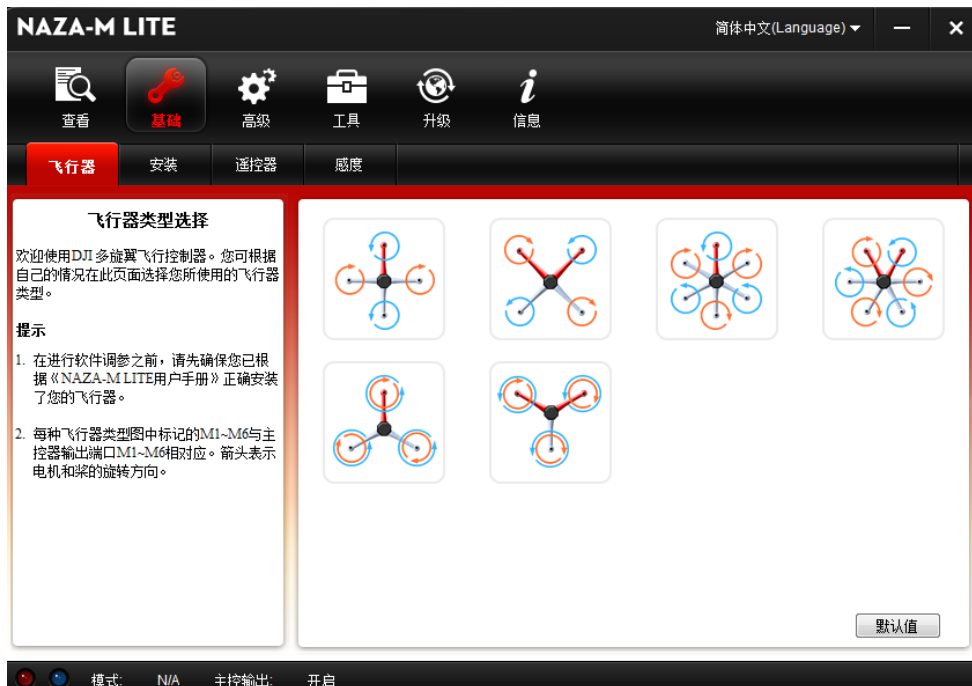 NAZA-M LITE
简体中文(Language)
查看 基础 高级 工具 升级 信息
飞行器 安装 遥控器 感度
飞行器类型选择
欢迎使用DJI 多旋翼飞行控制器。您可根据
自己的情况在此页面选择您所使用的飞行器
类型。
提示
1. 在进行软件调参之前，请先确保您已根
据《NAZA-M LITE用户手册》正确安装
了您的飞行器。
2. 每种飞行器类型图中标记的M1~M6与主
控器输出端口M1~M6相对应。箭头表示
电机和桨的旋转方向。
默认值
模式: N/A 主控输出: 开启